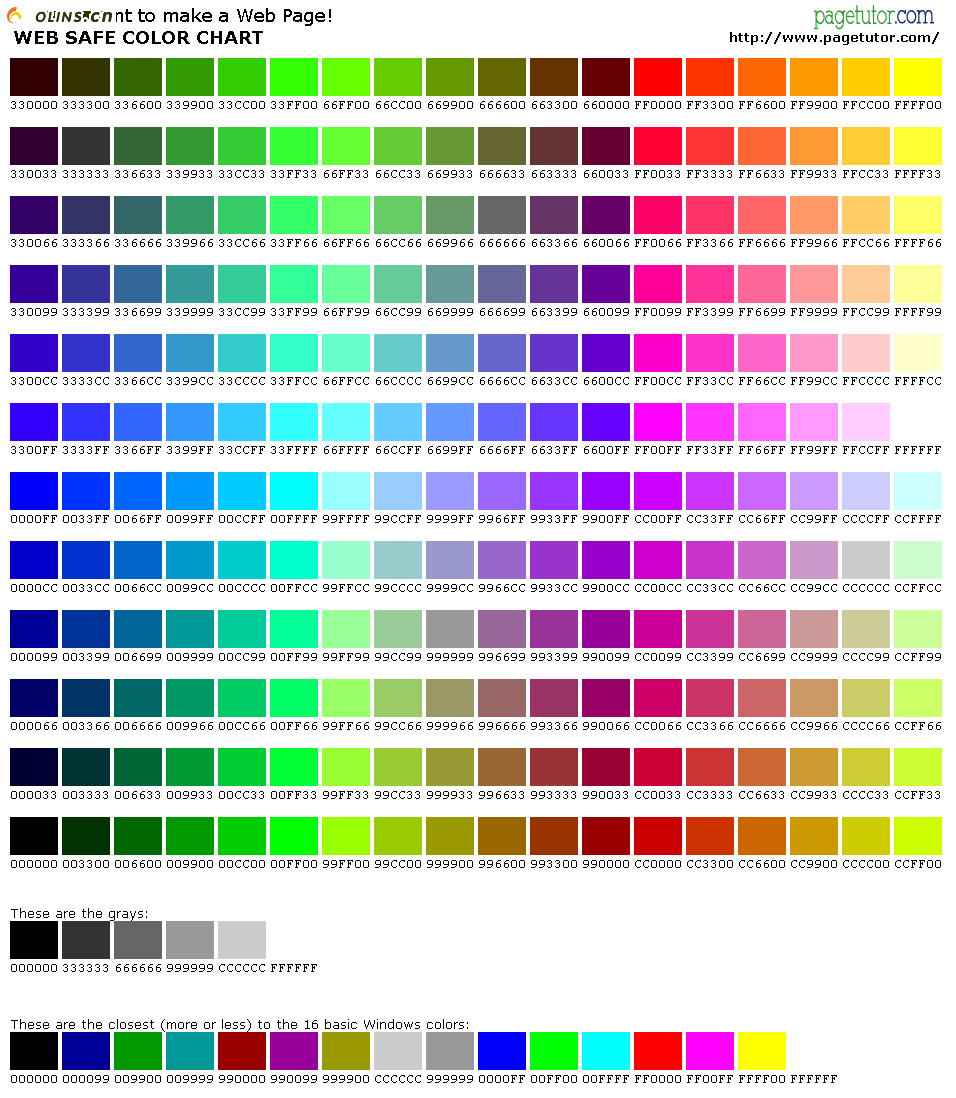 OLINS.CN nt to make a Web Page!
pagetutor.com
WEB SAFE COLOR CHART
http://www.pagetutor.com/
330000 333300 336600 339900 33CC00 33FF00 66FF00 66CC00 669900 666600 663300 660000 FF0000 FF3300 FF6600 FF9900 FFCC00 FFFF00
330033 333333 336633 339933 33CC33 33FF33 66FF33 66CC33 669933 666633 663333 660033 FF0033 FF3333 FF6633 FF9933 FFCC33 FFFF33
330066 333366 336666 339966 33CC66 33FF66 66FF66 66CC66 669966 666666 663366 660066 FF0066 FF3366 FF6666 FF9966 FFCC66 FFFF66
330099 333399 336699 339999 33CC99 33FF99 66FF99 66CC99 669999 666699 663399 660099 FF0099 FF3399 FF6699 FF9999 FFCC99 FFFF99
3300CC 3333CC 3366CC 3399CC 33CCCC 33FFCC 66FFCC 66CCCC 6699CC 6666CC 6633CC 6600CC FF00CC FF33CC FF66CC FF99CC FFCCCC FFFFCC
3300FF 3333FF 3366FF 3399FF 33CCFF 33FFFF 66FFFF 66CCFF 6699FF 6666FF 6633FF 6600FF FF00FF FF33FF FF66FF FF99FF FFCCFF FFFFFF
0000FF 0033FF 0066FF 0099FF 00CCFF 00FFFF 99FFFF 99CCFF 9999FF 9966FF 9933FF 9900FF CC00FF CC33FF CC66FF CC99FF CCCCFF CCFFFF
0000CC 0033CC 0066CC 0099CC 00CCCC 00FFCC 99FFCC 99CCCC 9999CC 9966CC 9933CC 9900CC CC00CC CC33CC CC66CC CC99CC CCCCCC CCFFCC
000099 003399 006699 009999 00CC99 00FF99 99FF99 99CC99 999999 996699 993399 990099 CC0099 CC3399 CC6699 CC9999 CCCC99 CCFF99
000066 003366 006666 009966 00CC66 00FF66 99FF66 99CC66 999966 996666 993366 990066 CC0066 CC3366 CC6666 CC9966 CCCC66 CCFF66
000033 003333 006633 009933 00CC33 00FF33 99FF33 99CC33 999933 996633 993333 990033 CC0033 CC3333 CC6633 CC9933 CCCC33 CCFF33
000000 003300 006600 009900 00CC00 00FF00 99FF00 99CC00 999900 996600 993300 990000 CC0000 CC3300 CC6600 CC9900 CCCC00 CCFF00
These are the grays:
000000 333333 666666 999999 CCCCCC FFFFFF
These are the closest (more or less) to the 16 basic Windows colors:
000000 000099 009900 009999 990000 990099 999900 CCCCCC 999999 0000FF 00FF00 00FFFF FF0000 FF00FF FFFF00 FFFFFF